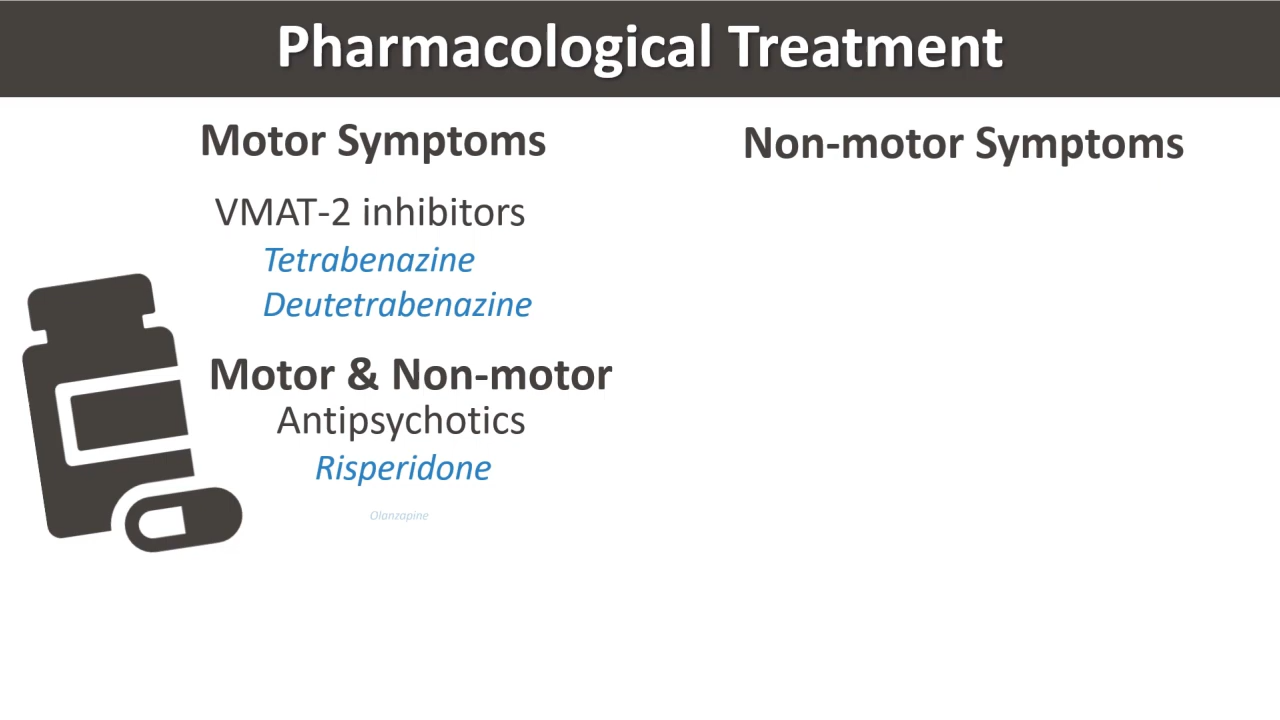 Pharmacological Treatment
Motor Symptoms
VMAT-2 inhibitors
Tetrabenazine
Deutetrabenazine
Motor & Non-motor
Antipsychotics
Risperidone
Olanzapine
Non-motor Symptoms